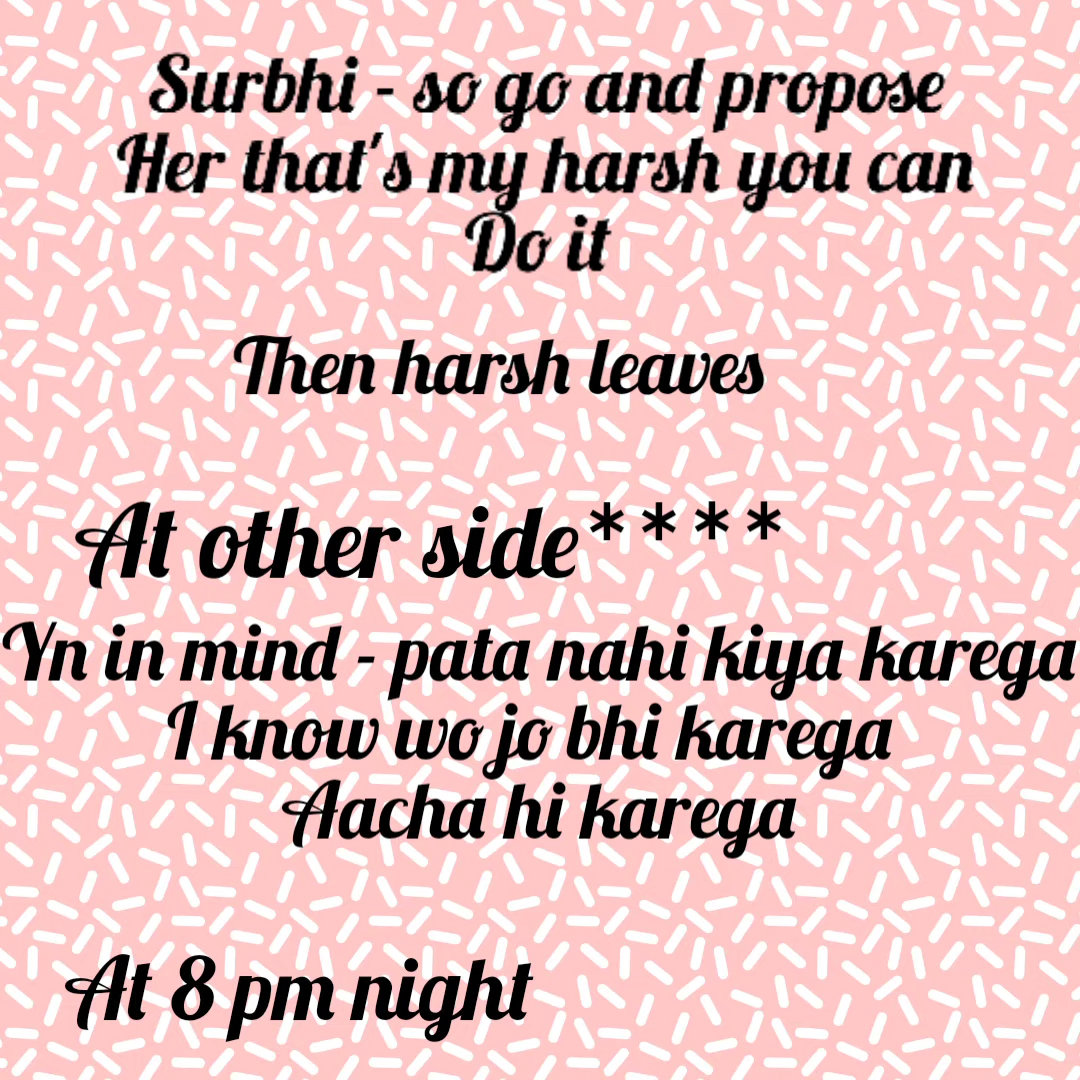 Surbhi - so go and propose
Her that's my harsh you can
Do it
Then harsh leaves
At other side****
Yn in mind - pata nahi kiya karega
I know wo jo bhi karega
Aacha hi karega
At 8 pm night